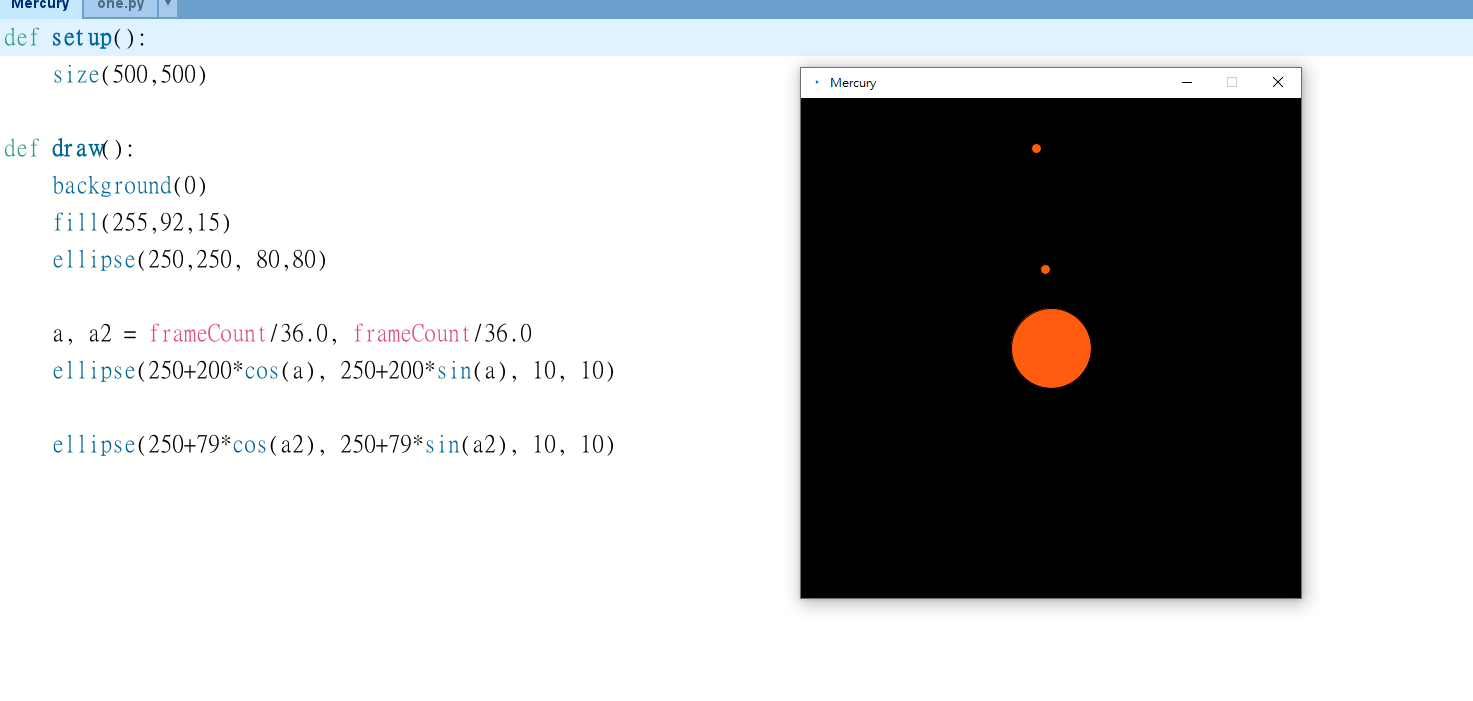 Mercury one.py
def setup():
size(500,500)
def draw():
background(0)
fill(255,92,15)
ellipse(250,250, 80,80)
a, a2 = frameCount/36.0, frameCount/36.0
ellipse(250+200*cos(a), 250+200*sin(a), 10, 10)
ellipse(250+79*cos(a2), 250+79*sin(a2), 10, 10)
Mercury